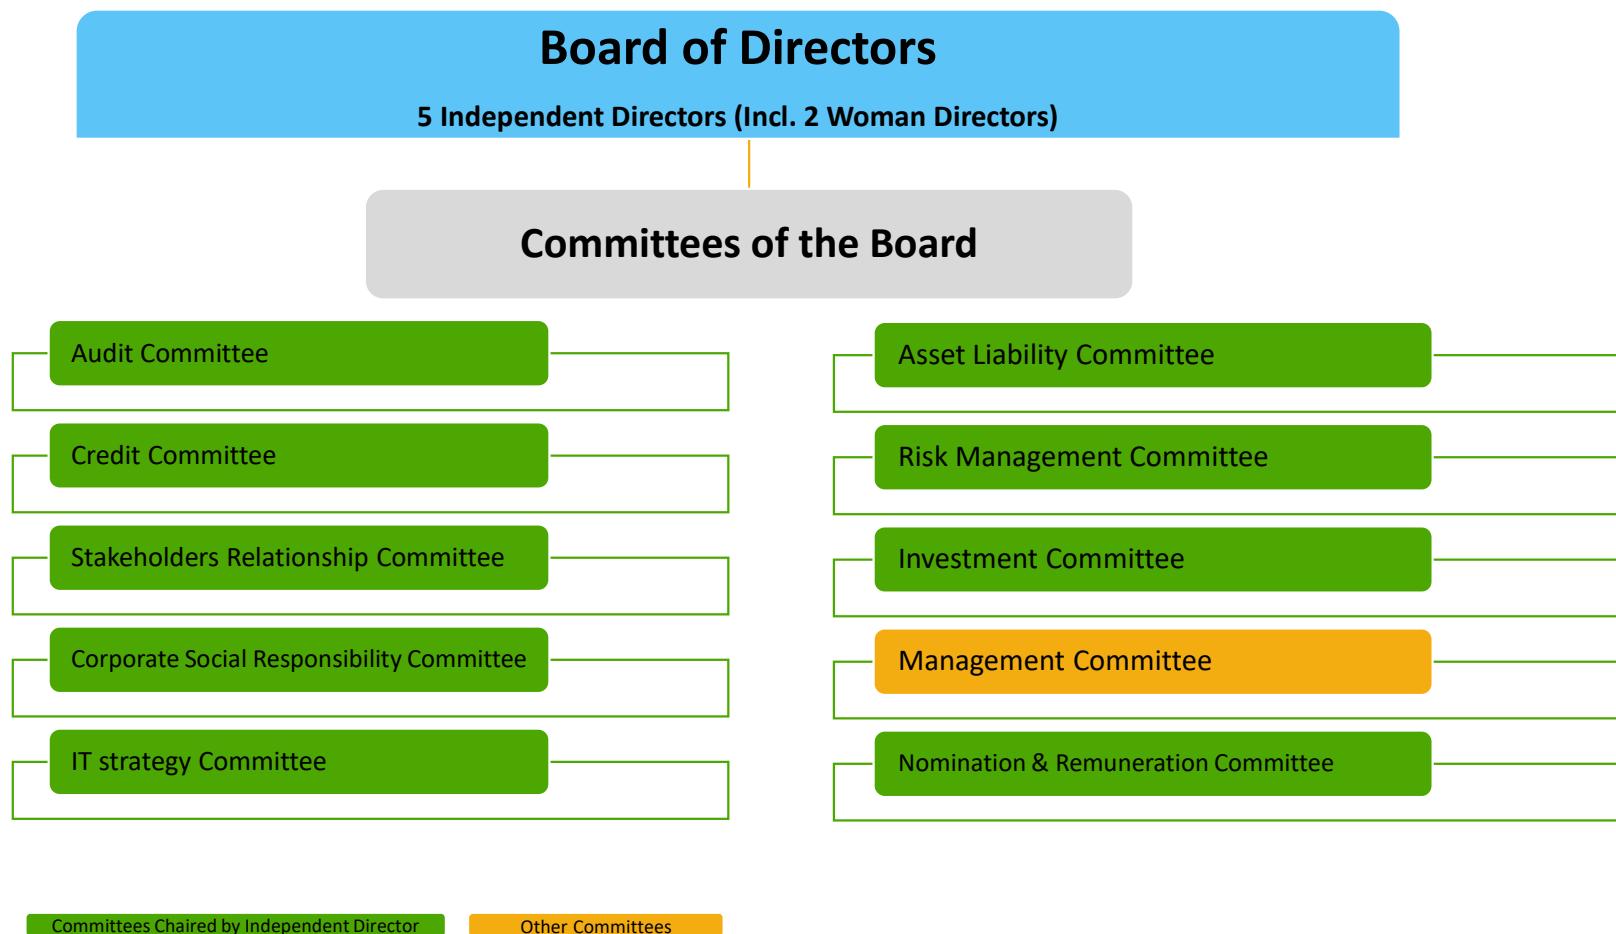 Board of Directors
5 Independent Directors (Incl. 2 Woman Directors)
Committees of the Board
Audit Committee
Credit Committee
Stakeholders Relationship Committee
Corporate Social Responsibility Committee
IT strategy Committee
Asset Liability Committee
Risk Management Committee
Investment Committee
Management Committee
Nomination & Remuneration Committee
Committees Chaired by Independent Director
Other Committees